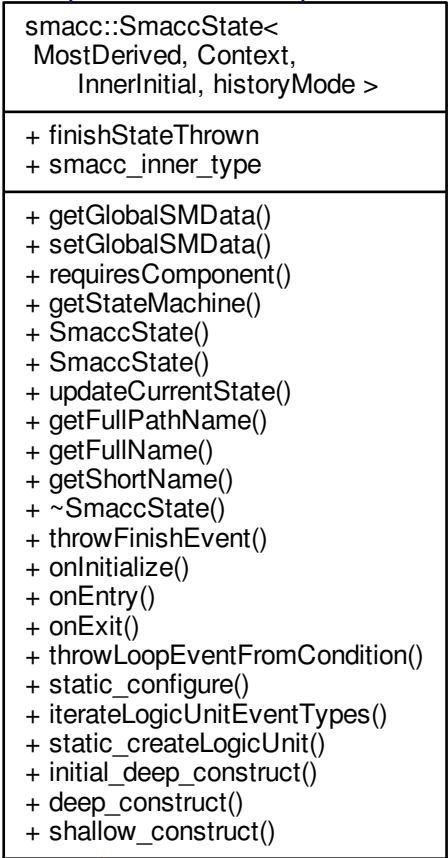 smacc::SmaccState<
MostDerived, Context,
InnerInitial, historyMode >
+ finishStateThrown
+ smacc_inner_type
+ getGlobalSMData()
+ setGlobalSMData()
+ requiresComponent()
+ getStateMachine()
+ SmaccState()
+ SmaccState()
+ updateCurrentState()
+ getFullPathName()
+ getFullName()
+ getShortName()
+ ~SmaccState()
+ throwFinishEvent()
+ onInitialize()
+ onEntry()
+ onExit()
+ throwLoopEventFromCondition()
+ static_configure()
+ iterateLogicUnitEventTypes()
+ static_createLogicUnit()
+ initial_deep_construct()
+ deep_construct()
+ shallow_construct()